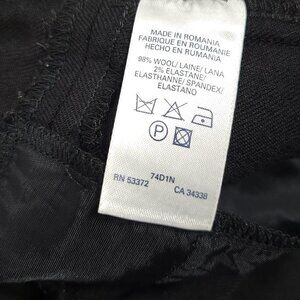 MADE IN ROMANIA
FABRIQUE EN ROUMANIE
HECHO EN RUMANIA
98% WOOL/LAINE/LANA
2% ELASTANE/
ELASTHANNE/SPANDEX/
ELASTANO
P
74D1N
RN 53372 CA 34338